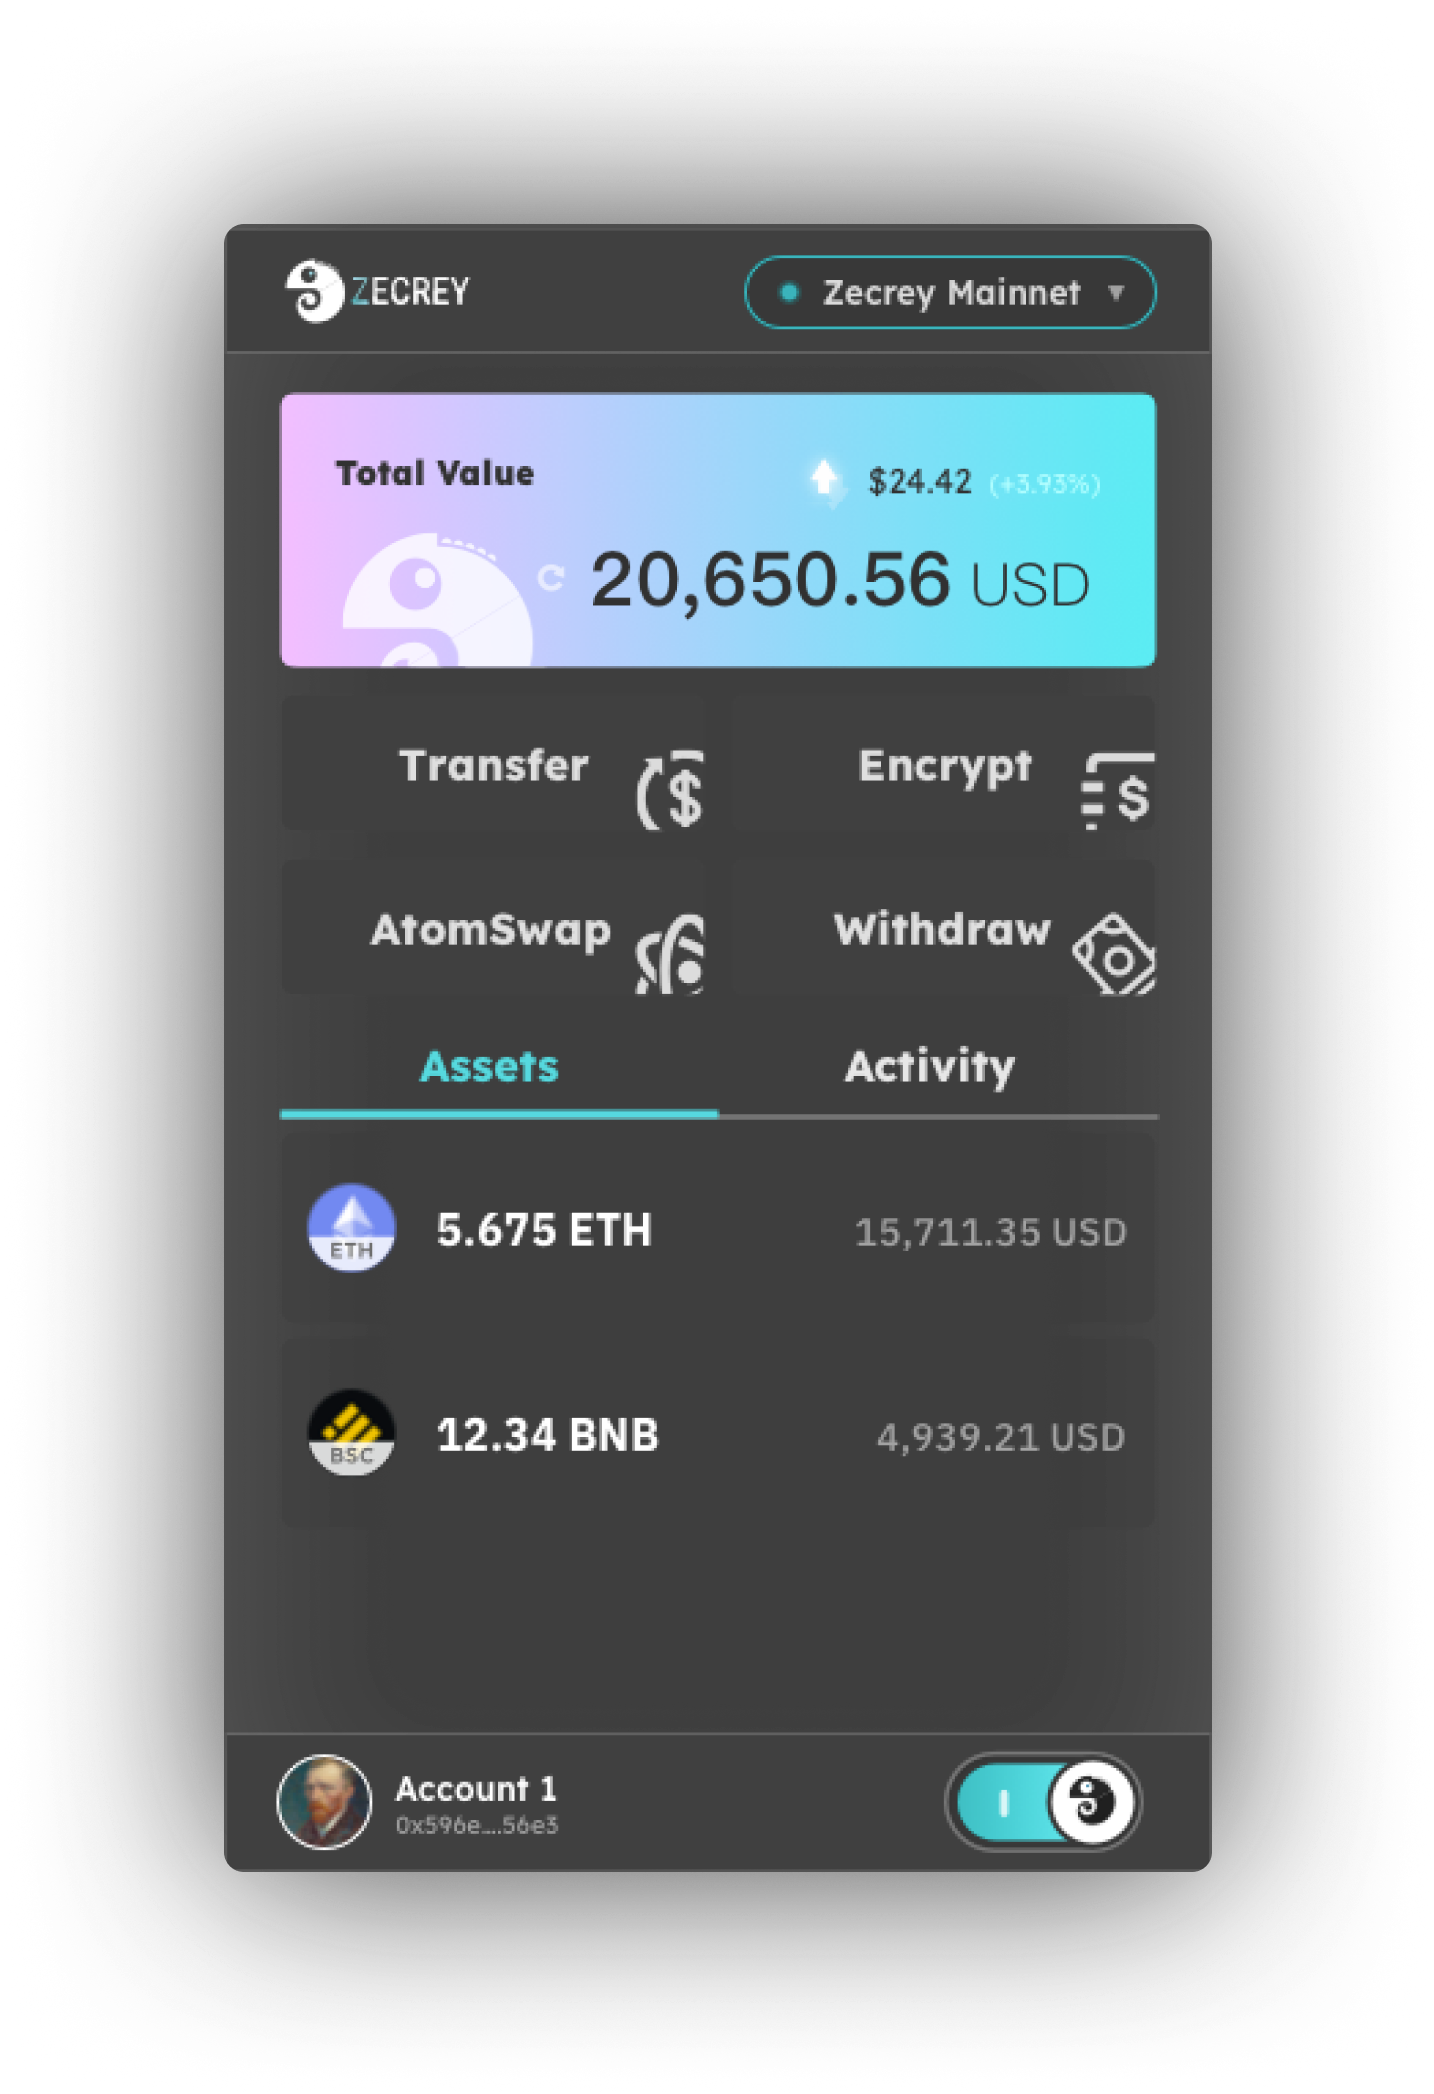 ZECREY
Zecrey Mainnet
Total Value
$24.42 (+3.93%)
20,650.56 USD
Transfer
Encrypt
AtomSwap
Withdraw
Assets
Activity
ETH
5.675 ETH
15,711.35 USD
BSC
12.34 BNB
4,939.21 USD
Account 1
0x596e....56e3